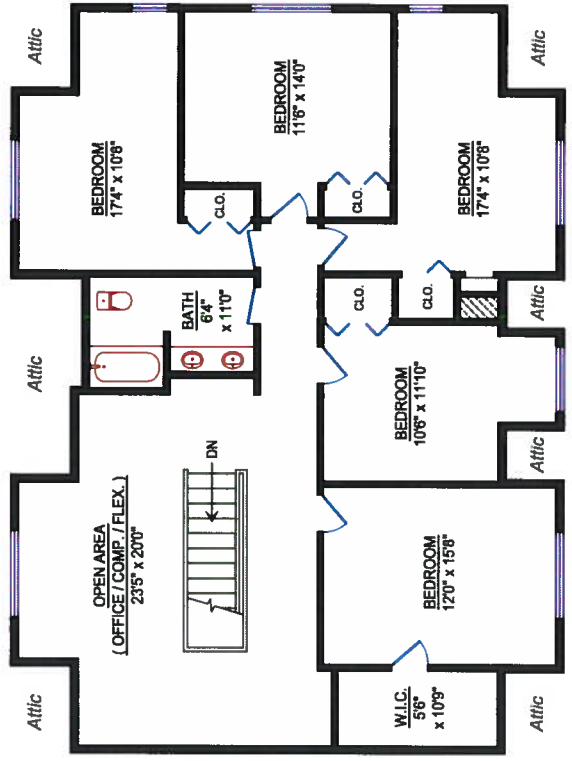 Attic
Attic
BEDROOM
17'4" x 10'8"
BEDROOM
11'6" x 14'0"
BEDROOM
17'4" x 10'8"
CLO.
CLO.
BATH
6'4"
x 11'0"
CLO.
CLO.
Attic
Attic
BEDROOM
10'6" x 11'10"
Attic
DN
OPEN AREA
( OFFICE / COMP. / FLEX. )
23'5" x 20'0"
BEDROOM
12'0" x 15'8"
W.I.C.
5'6"
x 10'9"
Attic
Attic